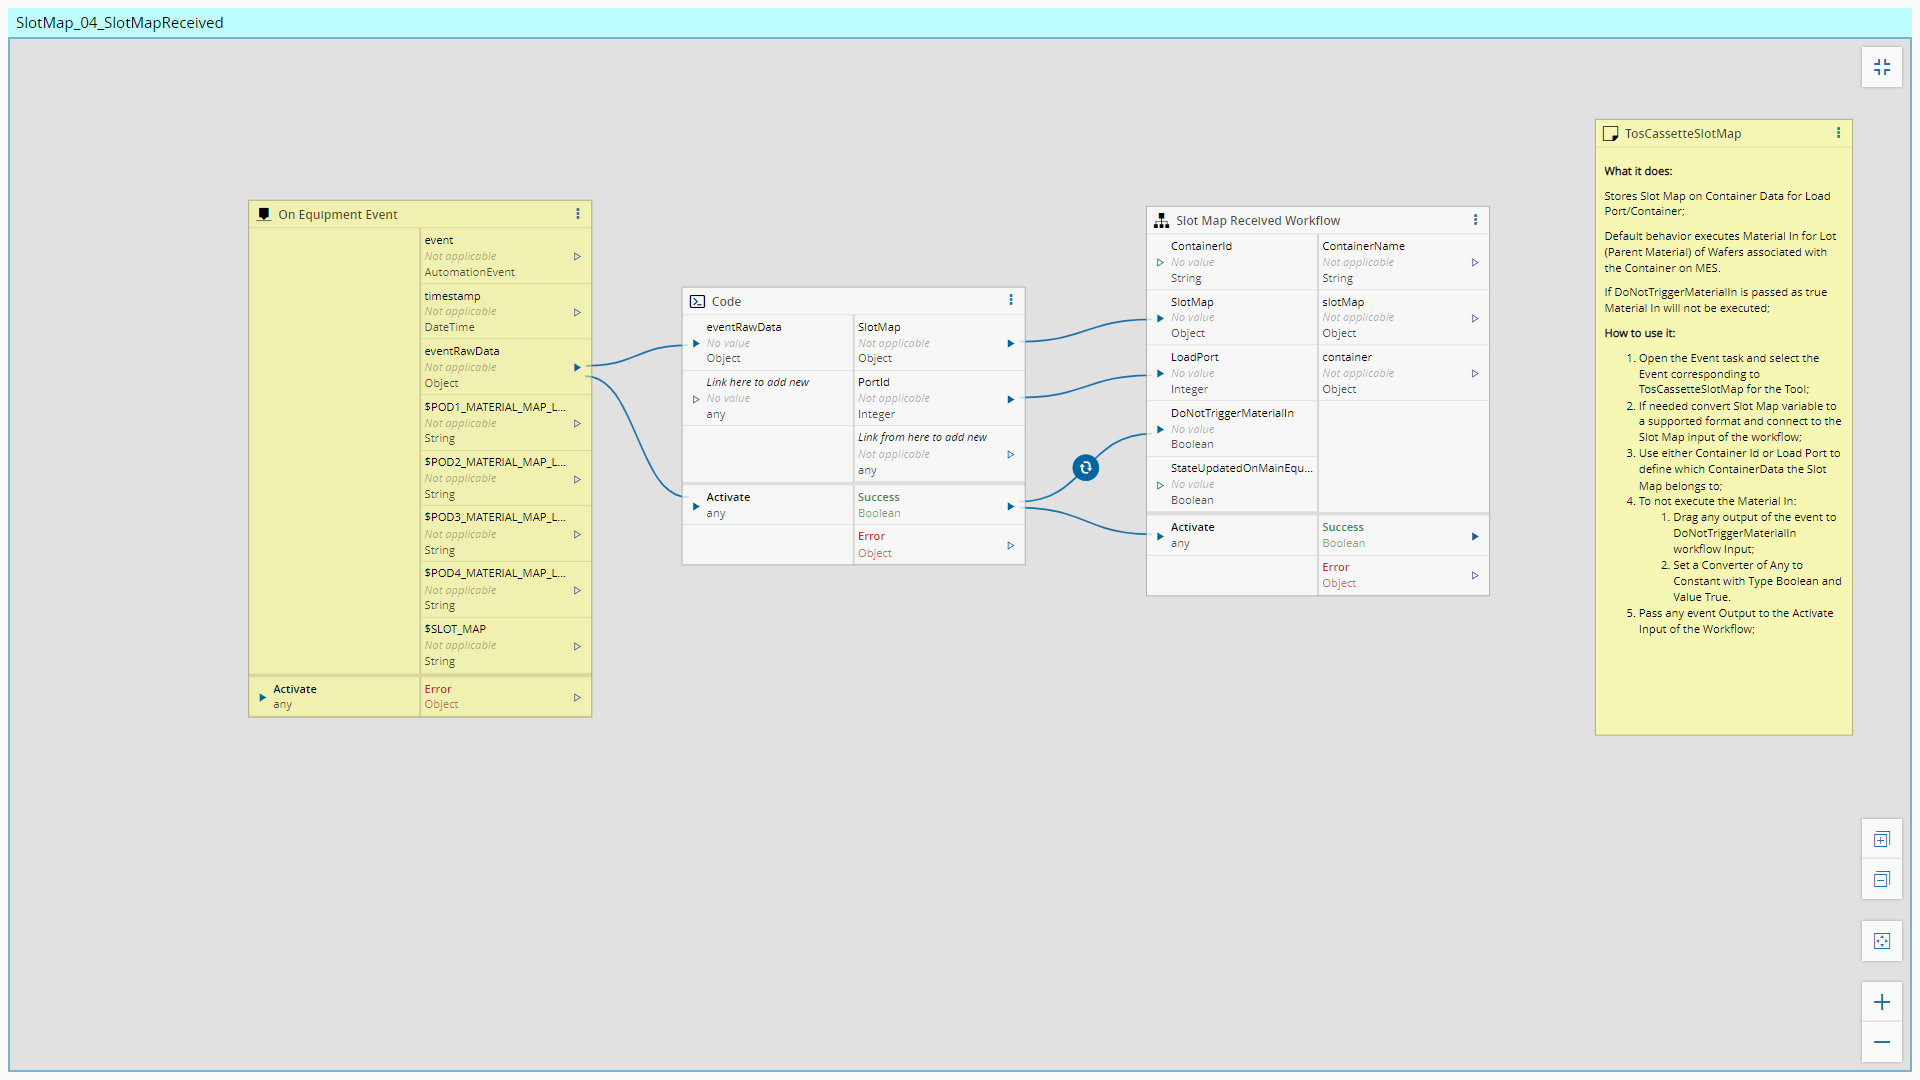 SlotMap_04_SlotMapReceived
On Equipment Event
event
Not applicable
AutomationEvent
timestamp
Not applicable
DateTime
eventRawData
Not applicable
Object
$POD1_MATERIAL_MAP_L...
Not applicable
String
$POD2_MATERIAL_MAP_L...
Not applicable
String
$POD3_MATERIAL_MAP_L...
Not applicable
String
$POD4_MATERIAL_MAP_L...
Not applicable
String
$SLOT_MAP
Not applicable
String
Activate
any
Error
Object
Code
eventRawData
No value
Object
Link here to add new
No value
any
SlotMap
Not applicable
Object
PortId
Not applicable
Integer
Link from here to add new
Not applicable
any
Activate
any
Success
Boolean
Error
Object
Slot Map Received Workflow
ContainerId
No value
String
SlotMap
No value
Object
LoadPort
No value
Integer
DoNotTriggerMaterialIn
No value
Boolean
StateUpdatedOnMainEqu...
No value
Boolean
ContainerName
Not applicable
String
slotMap
Not applicable
Object
container
Not applicable
Object
Activate
any
Success
Boolean
Error
Object
TosCassetteSlotMap
What it does:
Stores Slot Map on Container Data for Load
Port/Container;
Default behavior executes Material In for Lot
(Parent Material) of Wafers associated with
the Container on MES.
If DoNotTriggerMaterialIn is passed as true
Material In will not be executed;
How to use it:
1. Open the Event task and select the
Event corresponding to
TosCassetteSlotMap for the Tool;
2. If needed convert Slot Map variable to
a supported format and connect to the
Slot Map input of the workflow;
3. Use either Container Id or Load Port to
define which ContainerData the Slot
Map belongs to;
4. To not execute the Material In:
1. Drag any output of the event to
DoNotTriggerMaterialIn
workflow Input;
2. Set a Converter of Any to
Constant with Type Boolean and
Value True.
5. Pass any event Output to the Activate
Input of the Workflow;